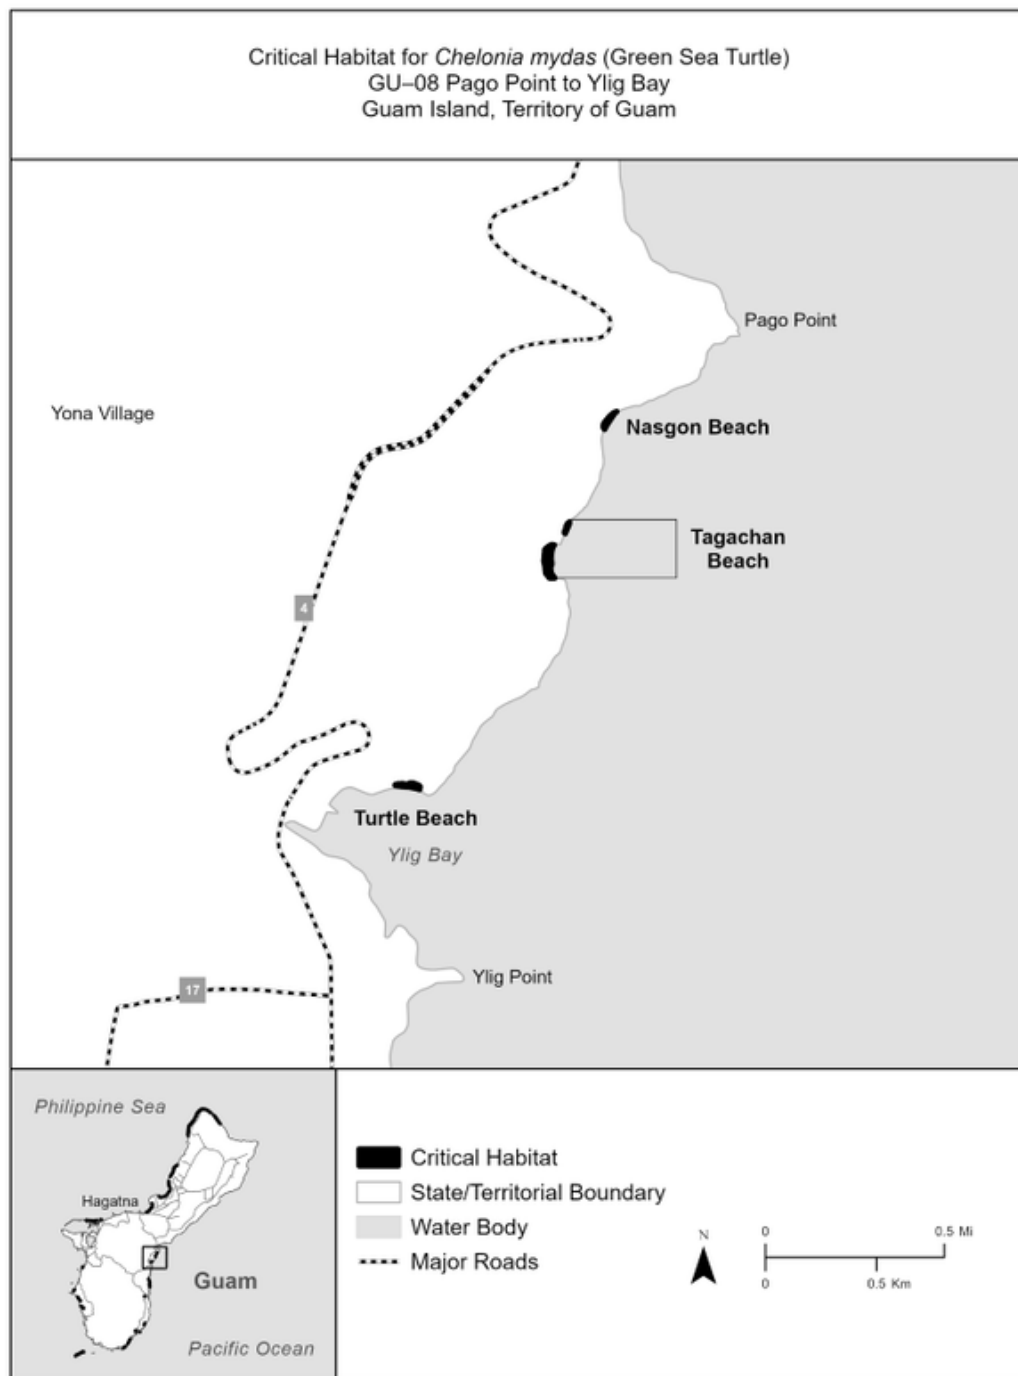 Critical Habitat for Chelonia mydas (Green Sea Turtle)
GU–08 Pago Point to Ylig Bay
Guam Island, Territory of Guam
Pago Point
Yona Village
Nasgon Beach
Tagachan
Beach
4
Turtle Beach
Ylig Bay
Ylig Point
17
Philippine Sea
Hagatna
Guam
Pacific Ocean
Critical Habitat
State/Territorial Boundary
Water Body
Major Roads
N
0 0.5 Mi
0 0.5 Km